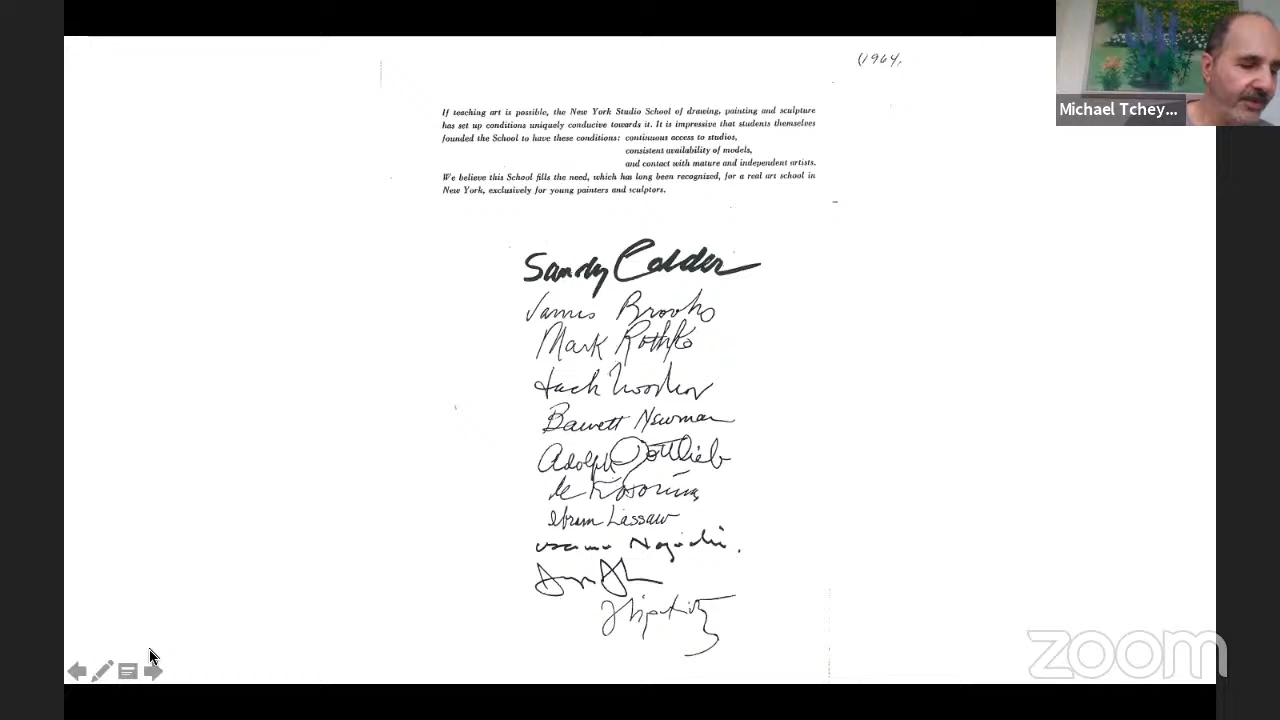 (1964,
Michael Tchey...
If teaching art is possible, the New York Studio School of drawing, painting and sculpture
has set up conditions uniquely conducive towards it. It is impressive that students themselves
founded the School to have these conditions: continuous access to studios,
consistent availability of models,
and contact with mature and independent artists.
We believe this School fills the need, which has long been recognized, for a real art school in
New York, exclusively for young painters and sculptors.
Sandy Calder
James Brooks
Mark Rothko
Jack
Barnett Newman
Adolph Gottlieb
de
Ibram Lassaw
Isamu Noguchi.
J Lipchitz
zoom